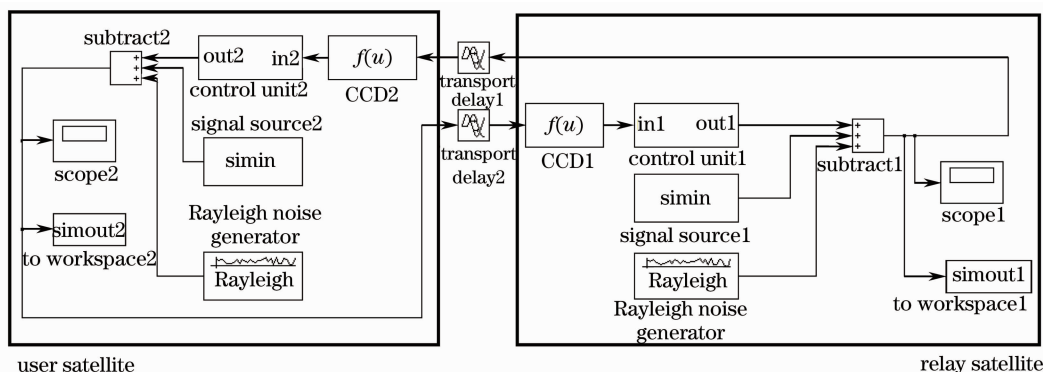 subtract2
+
+
+
out2 in2
control unit2
f(u)
CCD2
signal source2
simin
scope2
simout2
to workspace2
Rayleigh noise
generator
Rayleigh
user satellite
transport
delay1
transport
delay2
f(u)
CCD1
in1 out1
control unit1
+
+
+
subtract1
simin
signal source1
scope1
Rayleigh
Rayleigh noise
generator
simout1
to workspace1
relay satellite